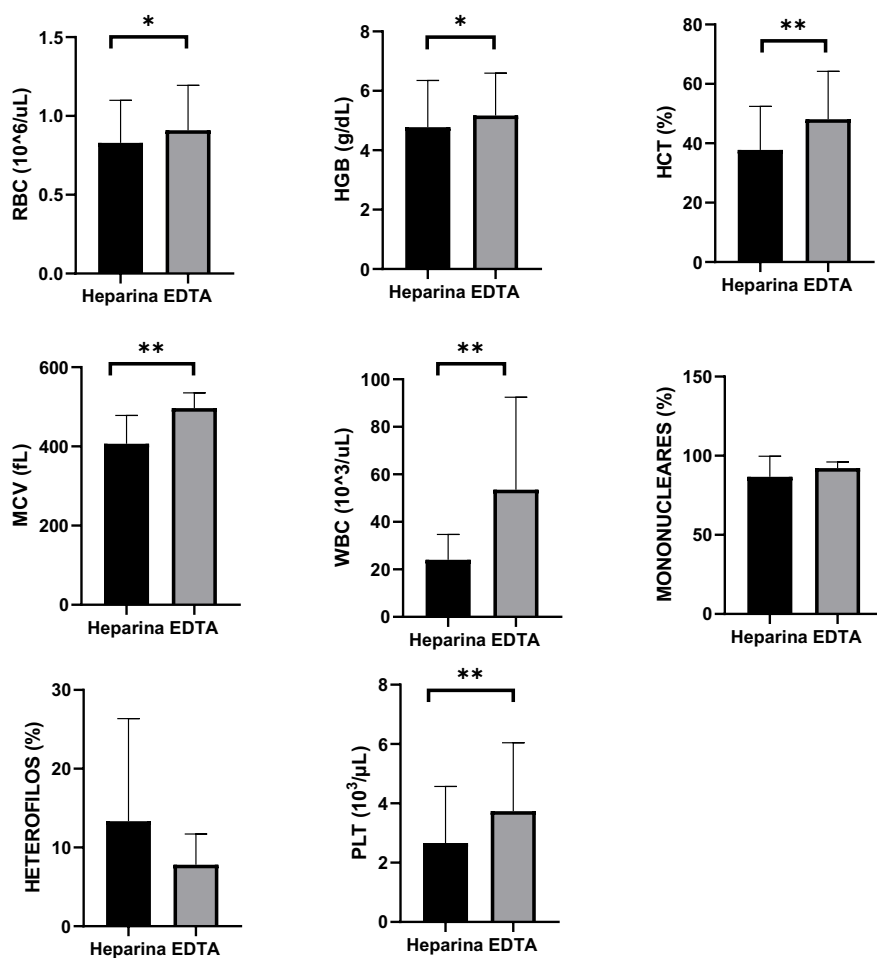 *
RBC (10^6/uL)
1.5
1.0
0.5
0.0
Heparina EDTA
*
HGB (g/dL)
8
6
4
2
0
Heparina EDTA
**
HCT (%)
80
60
40
20
0
Heparina EDTA
**
MCV (fL)
600
400
200
0
Heparina EDTA
**
WBC (10^3/uL)
100
80
60
40
20
0
Heparina EDTA
MONONUCLEARES (%)
150
100
50
0
Heparina EDTA
HETEROFILOS (%)
30
20
10
0
Heparina EDTA
**
PLT (10³/µL)
8
6
4
2
0
Heparina EDTA